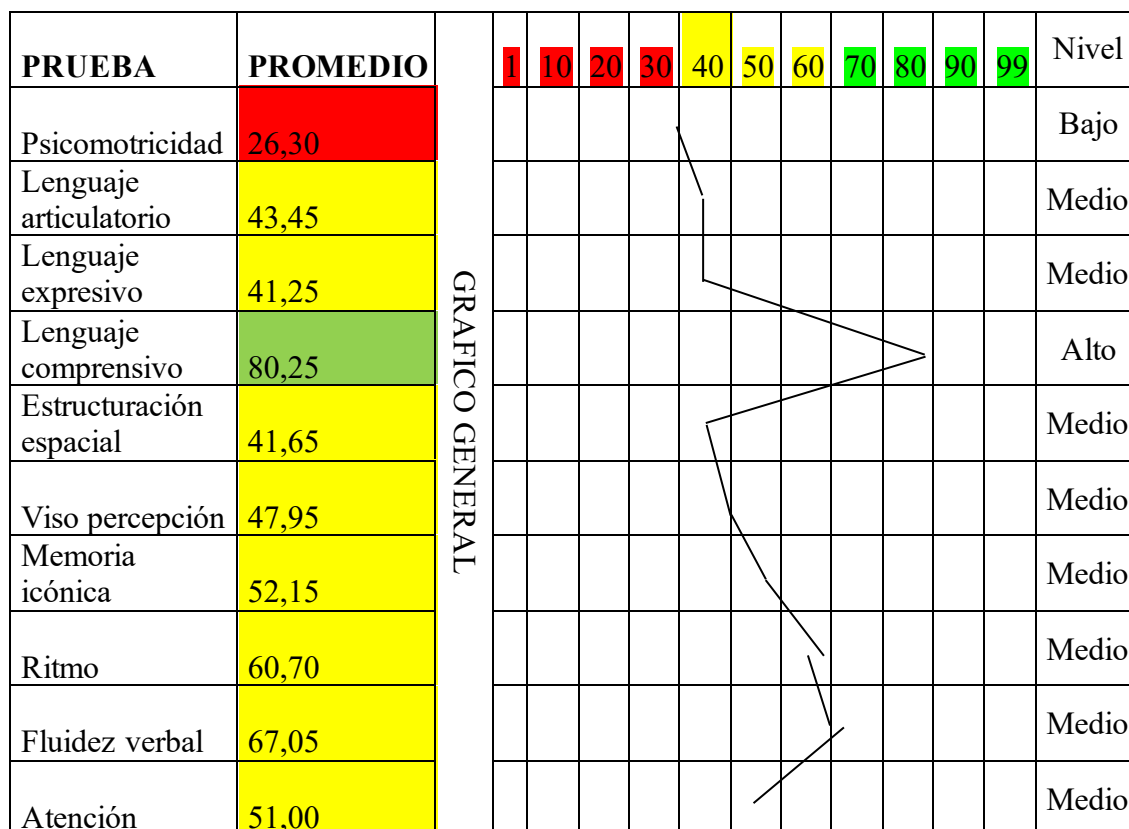 PRUEBA PROMEDIO 1 10 20 30 40 50 60 70 80 90 99 Nivel
Psicomotricidad 26,30 Bajo
Lenguaje
articulatorio 43,45 Medio
Lenguaje
expresivo 41,25 Medio
Lenguaje
comprensivo 80,25 Alto
Estructuración
espacial 41,65 Medio
Viso percepción 47,95 Medio
Memoria
icónica 52,15 Medio
Ritmo 60,70 Medio
Fluidez verbal 67,05 Medio
Atención 51,00 Medio
GRAFICO GENERAL